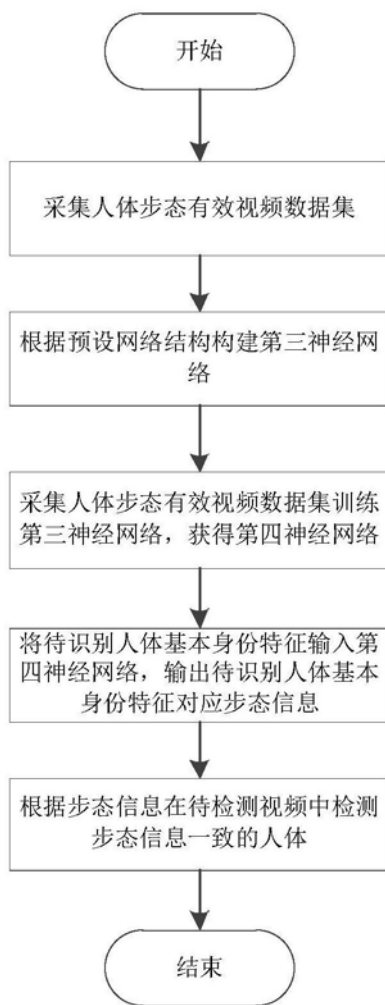 开始
采集人体步态有效视频数据集
根据预设网络结构构建第三神经网
络
采集人体步态有效视频数据集训练
第三神经网络，获得第四神经网络
将待识别人体基本身份特征输入第
四神经网络，输出待识别人体基本
身份特征对应步态信息
根据步态信息在待检测视频中检测
步态信息一致的人体
结束